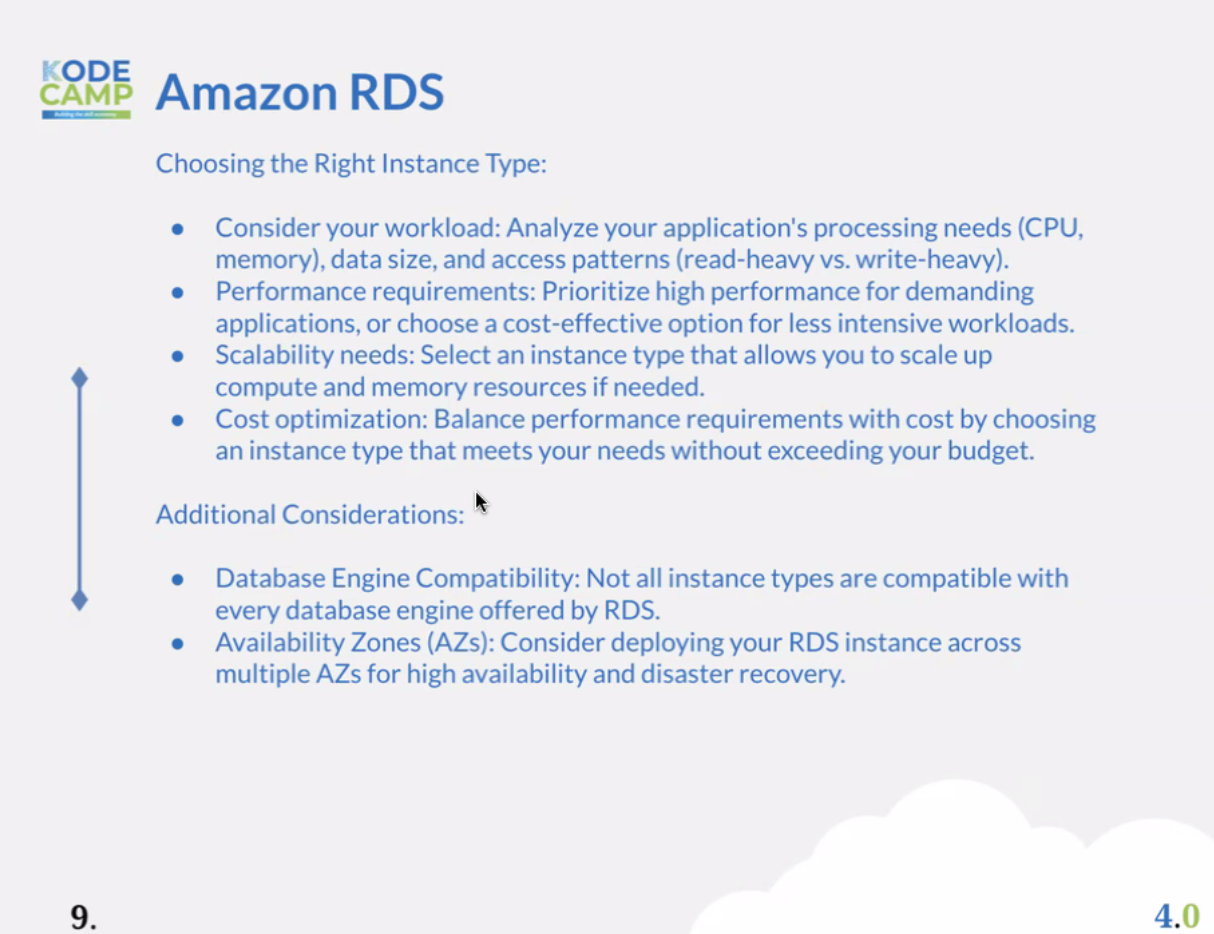 KODE
CAMP
Building the skill economy
Amazon RDS
Choosing the Right Instance Type:
● Consider your workload: Analyze your application's processing needs (CPU,
memory), data size, and access patterns (read-heavy vs. write-heavy).
● Performance requirements: Prioritize high performance for demanding
applications, or choose a cost-effective option for less intensive workloads.
● Scalability needs: Select an instance type that allows you to scale up
compute and memory resources if needed.
● Cost optimization: Balance performance requirements with cost by choosing
an instance type that meets your needs without exceeding your budget.
Additional Considerations:
● Database Engine Compatibility: Not all instance types are compatible with
every database engine offered by RDS.
● Availability Zones (AZs): Consider deploying your RDS instance across
multiple AZs for high availability and disaster recovery.
9.
4.0